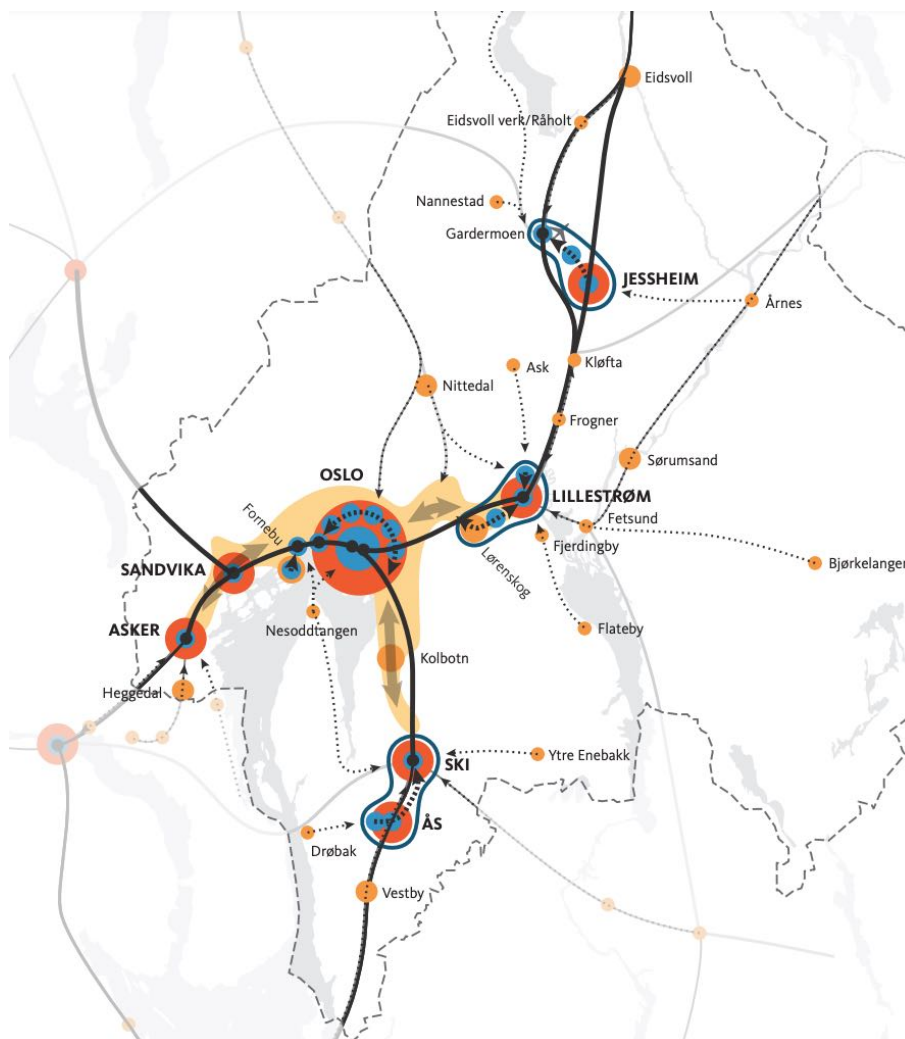 Eidsvoll
Eidsvoll verk/Råholt
Nannestad
Gardermoen
JESSHEIM
Årnes
Kløfta
Ask
Nittedal
Frogner
Sørumsand
OSLO
LILLESTRØM
Fornebu
Fetsund
Fjerdingby
Lørenskog
Bjørkelangen
SANDVIKA
ASKER
Nesoddtangen
Flateby
Kolbotn
Heggedal
SKI
Ytre Enebakk
ÅS
Drøbak
Vestby